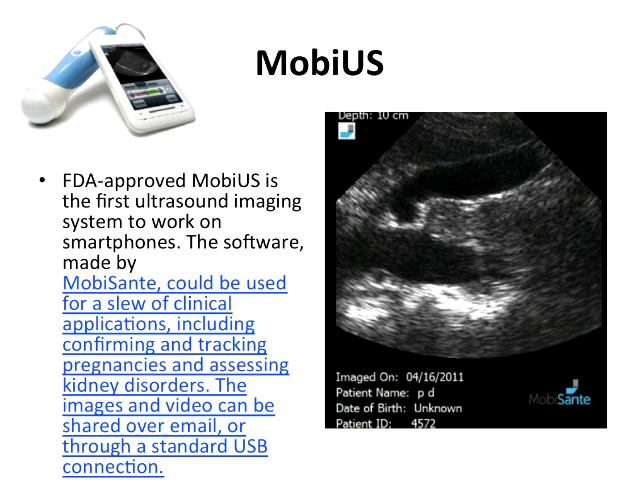 MobiUS
• FDA-approved MobiUS is
the first ultrasound imaging
system to work on
smartphones. The software,
made by
MobiSante, could be used
for a slew of clinical
applications, including
confirming and tracking
pregnancies and assessing
kidney disorders. The
images and video can be
shared over email, or
through a standard USB
connection.
Depth: 10 cm
Imaged On: 04/16/2011
Patient Name: p d
Date of Birth: Unknown
Patient ID: 4572
MobiSante